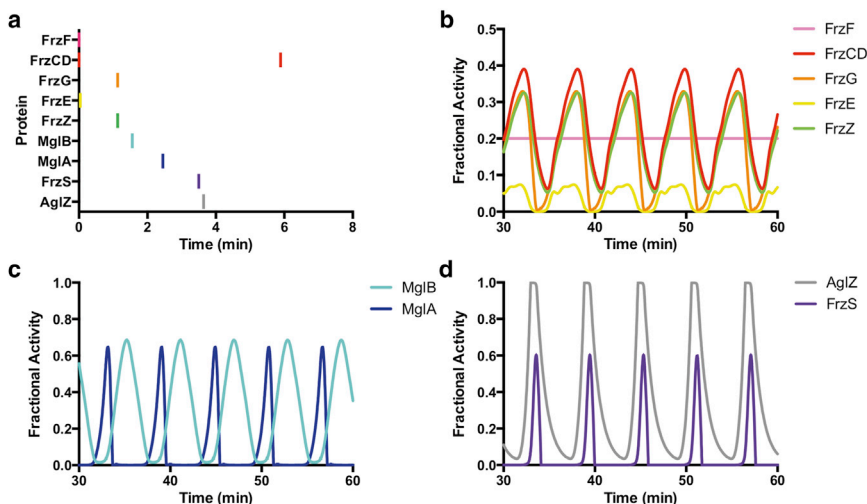 a
Protein
FrzF
FrzCD
FrzG
FrzE
FrzZ
MglB
MglA
FrzS
AglZ
0 2 4 6 8
Time (min)
b
Fractional Activity
0.5
0.4
0.3
0.2
0.1
0.0
30 40 50 60
Time (min)
FrzF
FrzCD
FrzG
FrzE
FrzZ
c
Fractional Activity
1.0
0.8
0.6
0.4
0.2
0.0
30 40 50 60
Time (min)
MglB
MglA
d
Fractional Activity
1.0
0.8
0.6
0.4
0.2
0.0
30 40 50 60
Time (min)
AglZ
FrzS